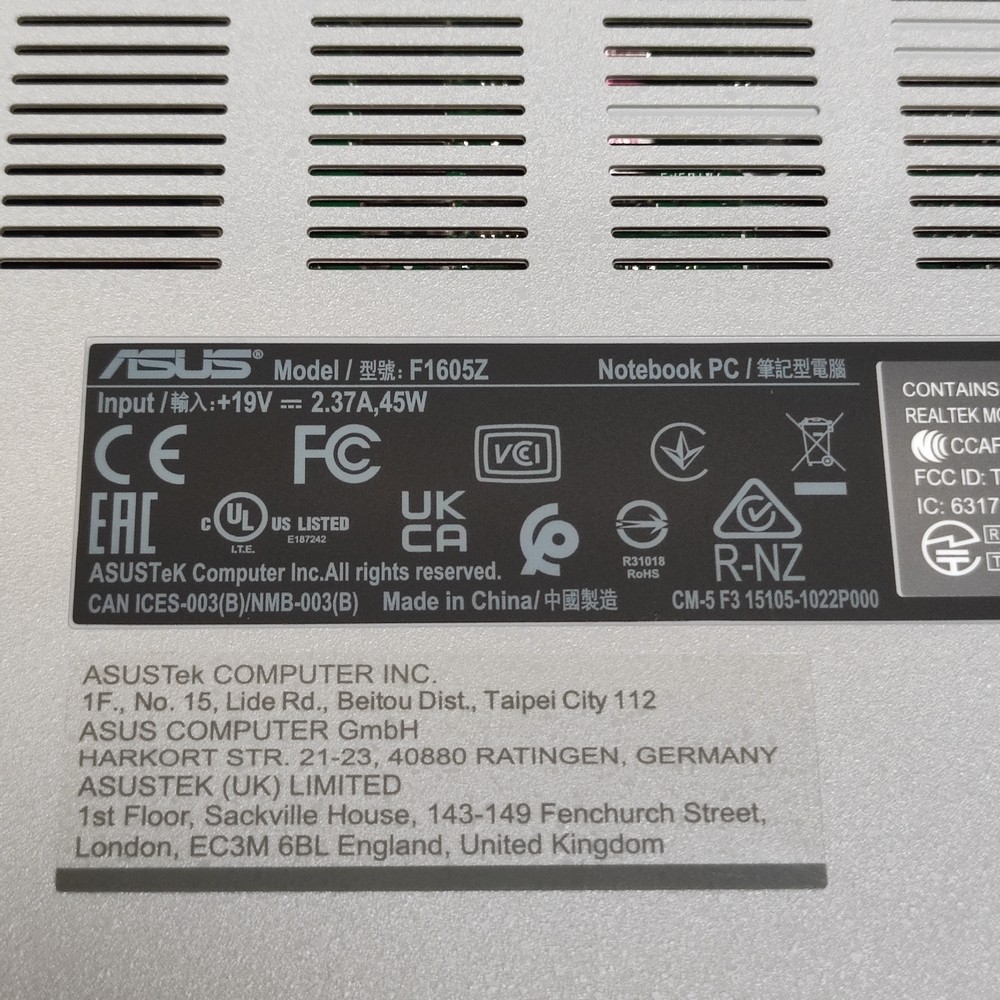 ASUS® Model / 型號: F1605Z Notebook PC / 筆記型電腦
Input / 輸入: +19V ⎓ 2.37A,45W
CE FC VCI
EAC c UL US LISTED
I.T.E. E187242
UK
CA
R31018
RoHS
R-NZ
ASUSTeK Computer Inc.All rights reserved.
CAN ICES-003(B)/NMB-003(B) Made in China/ 中國製造 CM-5 F3 15105-1022P000
CONTAINS
REALTEK
FCC ID:
IC: 6317
R
T
ASUSTek COMPUTER INC.
1F., No. 15, Lide Rd., Beitou Dist., Taipei City 112
ASUS COMPUTER GmbH
HARKORT STR. 21-23, 40880 RATINGEN, GERMANY
ASUSTEK (UK) LIMITED
1st Floor, Sackville House, 143-149 Fenchurch Street,
London, EC3M 6BL England, United Kingdom